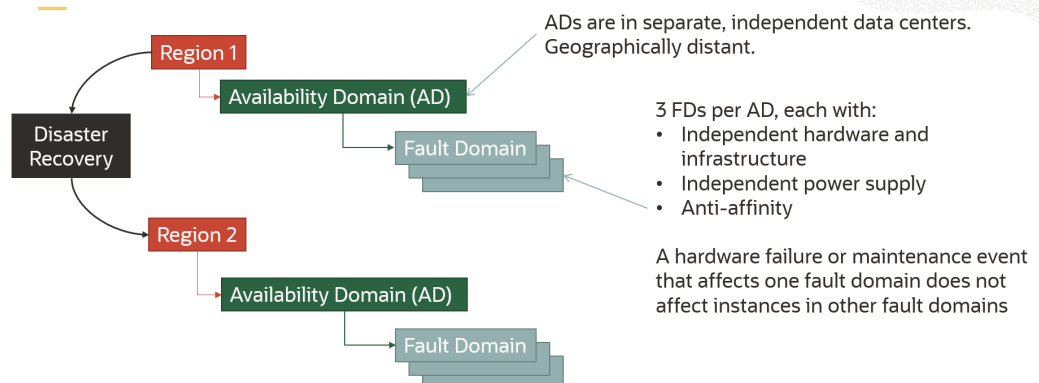 ADs are in separate, independent data centers.
Geographically distant.
Region 1
Availability Domain (AD)
3 FDs per AD, each with:
• Independent hardware and
infrastructure
• Independent power supply
• Anti-affinity
Disaster
Recovery
Fault Domain
Region 2
A hardware failure or maintenance event
that affects one fault domain does not
affect instances in other fault domains
Availability Domain (AD)
Fault Domain